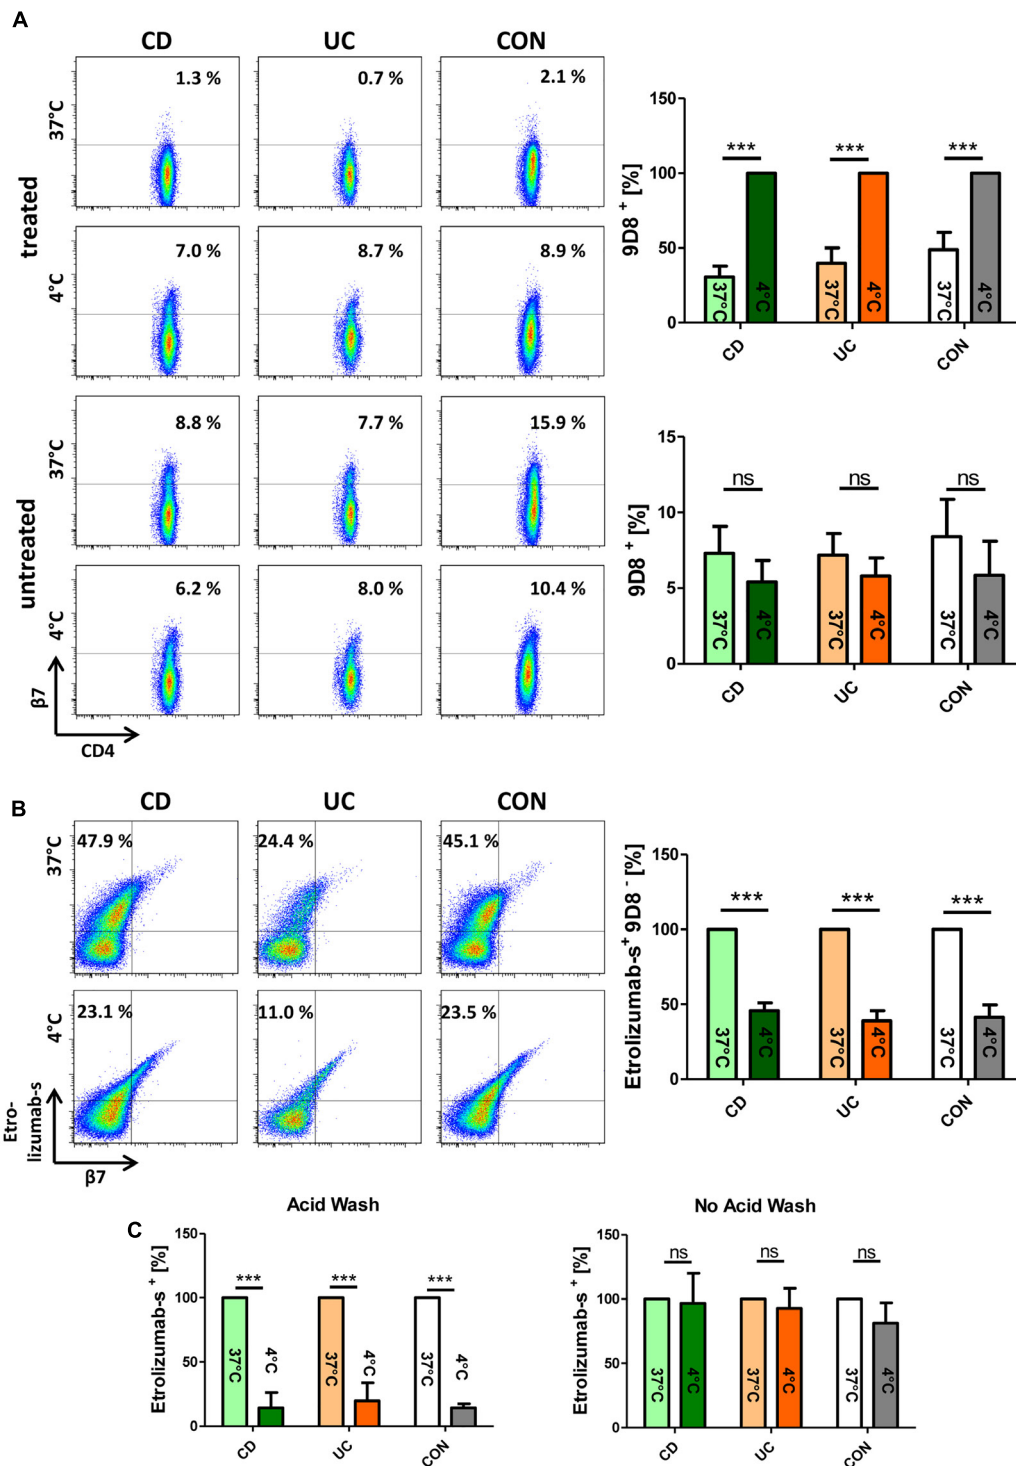 A
CD UC CON
treated
37°C
1.3 %
0.7 %
2.1 %
4°C
7.0 %
8.7 %
8.9 %
untreated
37°C
8.8 %
7.7 %
15.9 %
4°C
6.2 %
8.0 %
10.4 %
β7
CD4
9D8 + [%]
150
100
50
0
*** *** ***
37°C 4°C 37°C 4°C 37°C 4°C
CD UC CON
9D8 + [%]
15
10
5
0
ns ns ns
37°C 4°C 37°C 4°C 37°C 4°C
CD UC CON
B
CD UC CON
37°C
47.9 %
24.4 %
45.1 %
4°C
23.1 %
11.0 %
23.5 %
Etro-
lizumab-s
β7
Etrolizumab-s+ 9D8 - [%]
150
100
50
0
*** *** ***
37°C 4°C 37°C 4°C 37°C 4°C
CD UC CON
C
Acid Wash
Etrolizumab-s + [%]
150
100
50
0
*** *** ***
37°C 4°C 37°C 4°C 37°C 4°C
CD UC CON
No Acid Wash
Etrolizumab-s + [%]
150
100
50
0
ns ns ns
37°C 4°C 37°C 4°C 37°C 4°C
CD UC CON